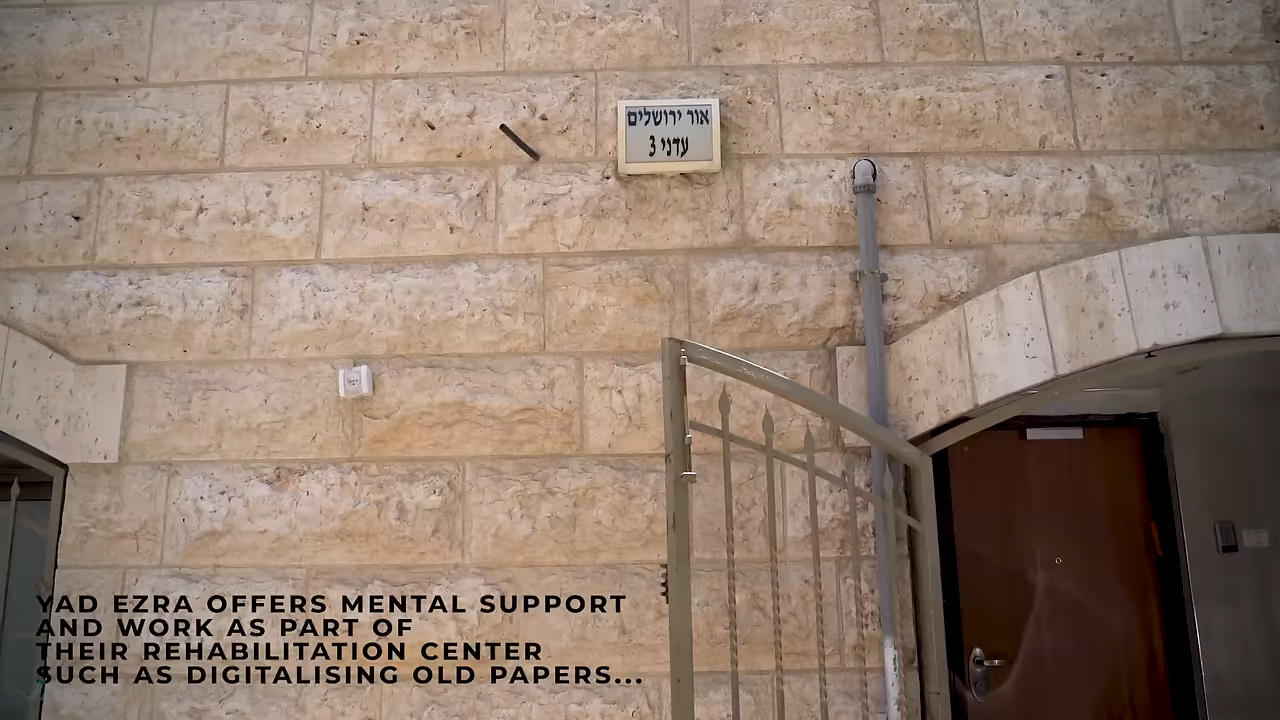 אור ירושלים
עדני 3
YAD EZRA OFFERS MENTAL SUPPORT
AND WORK AS PART OF
THEIR REHABILITATION CENTER
SUCH AS DIGITALISING OLD PAPERS...